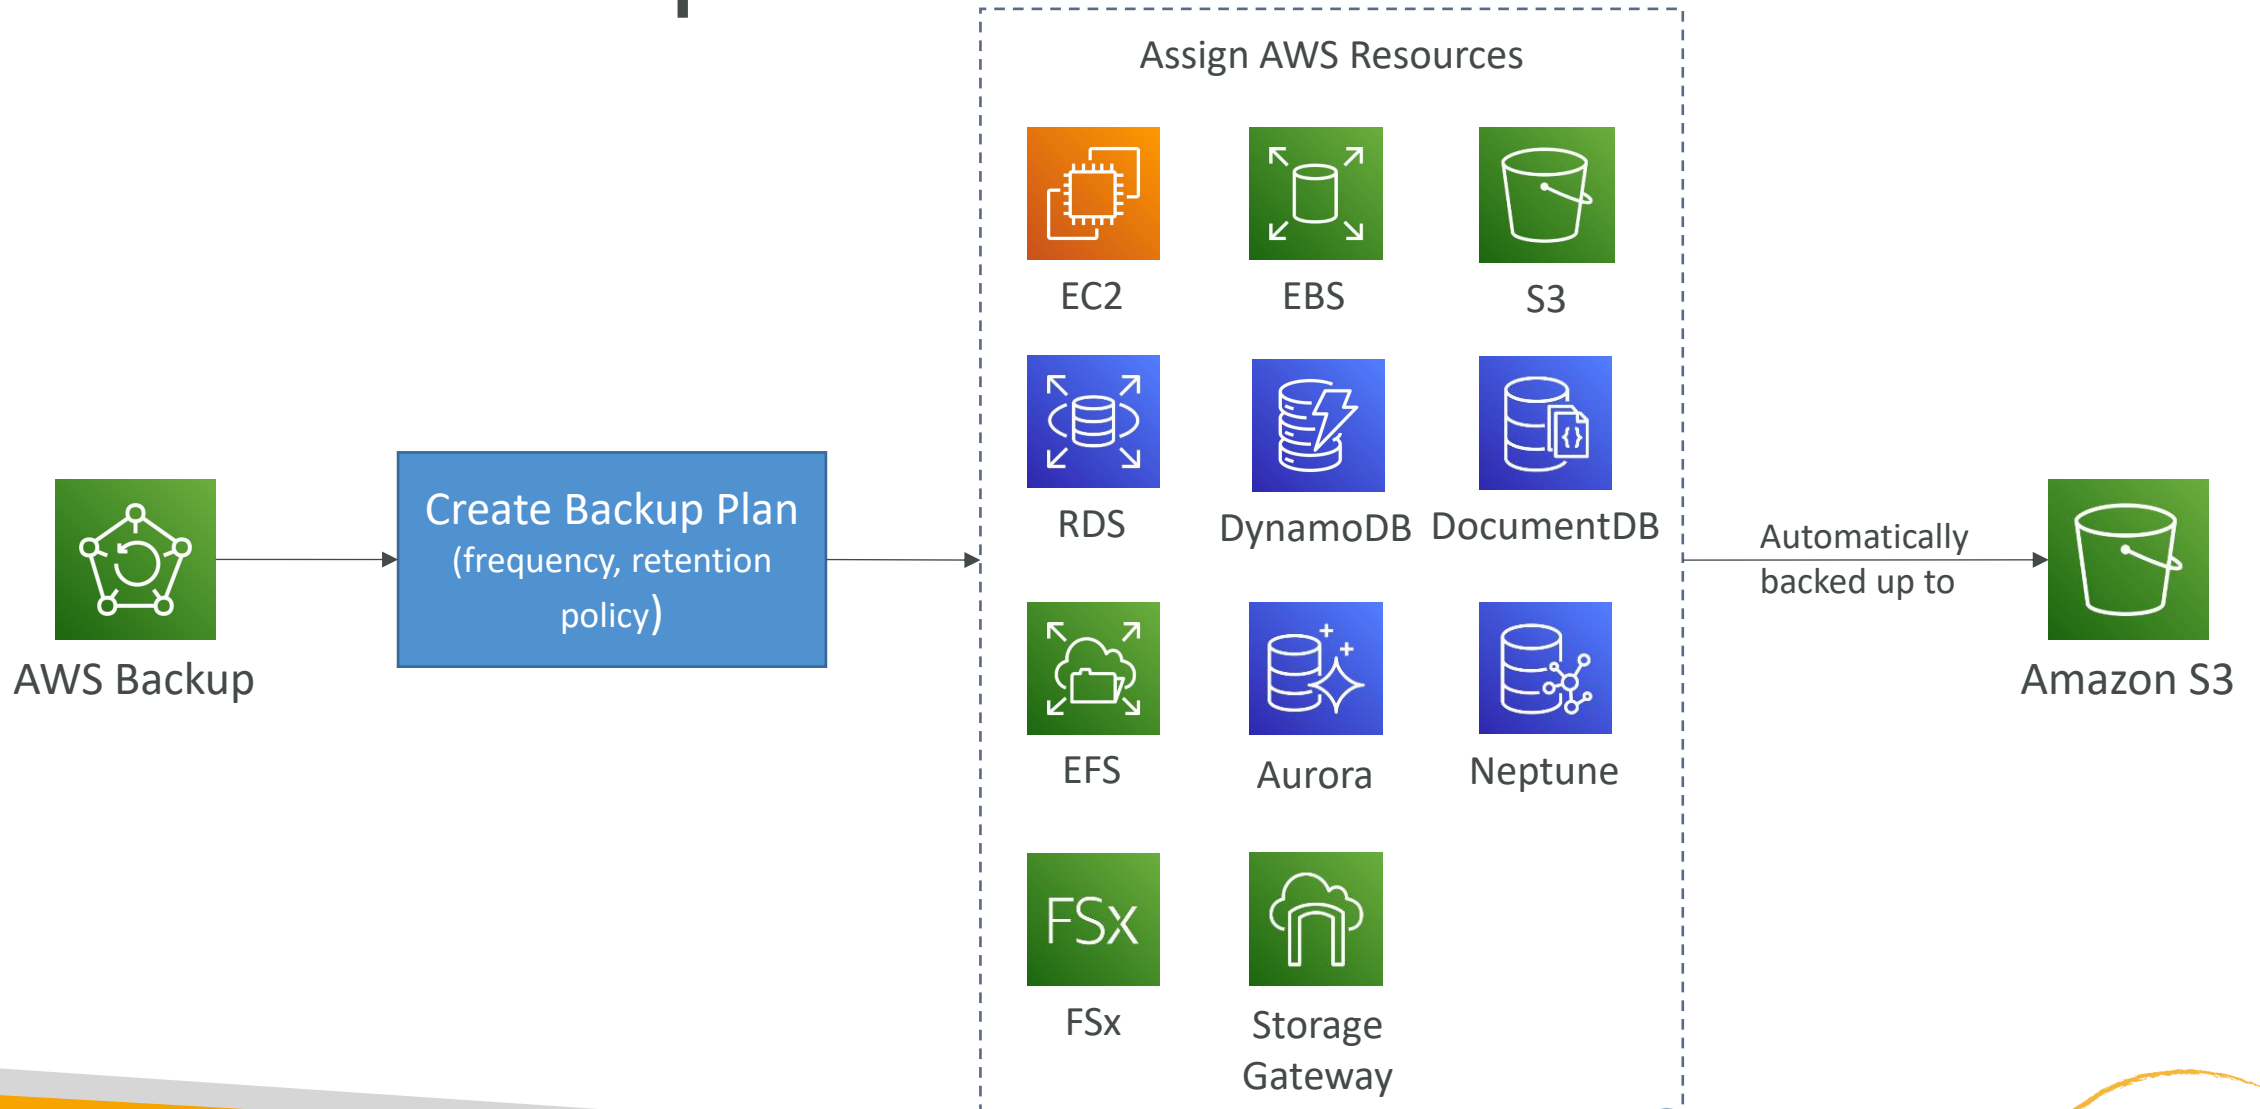 Assign AWS Resources
EC2
EBS
S3
RDS
DynamoDB
DocumentDB
{}
AWS Backup
Create Backup Plan
(frequency, retention
policy)
Automatically
backed up to
Amazon S3
EFS
Aurora
Neptune
FSx
FSx
Storage
Gateway